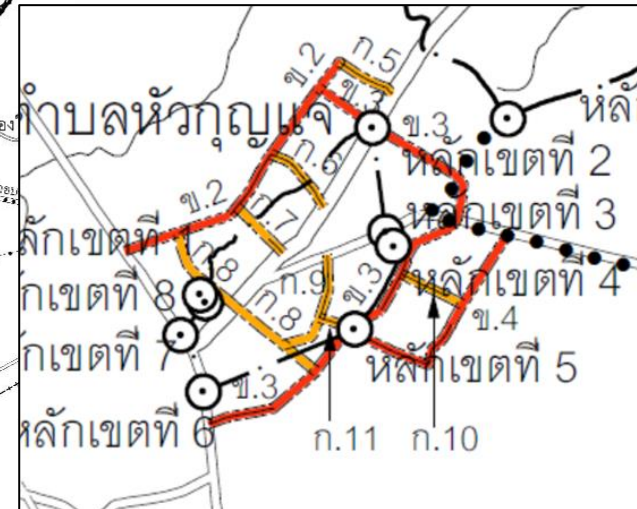 ข.2
ก.5
ข.3
ตำบลหัวกุญแจ
ข.3
หลั
ก.6
หลักเขตที่ 2
ข.2
ก.7
หลักเขตที่ 3
ลักเขตที่
ก.8
ก.9
ข.3
หลักเขตที่ 4
กเขตที่ 8
ก.8
ข.4
กเขตที่ 7
หลักเขตที่ 5
ข.3
หลักเขตที่ 6
ก.11
ก.10